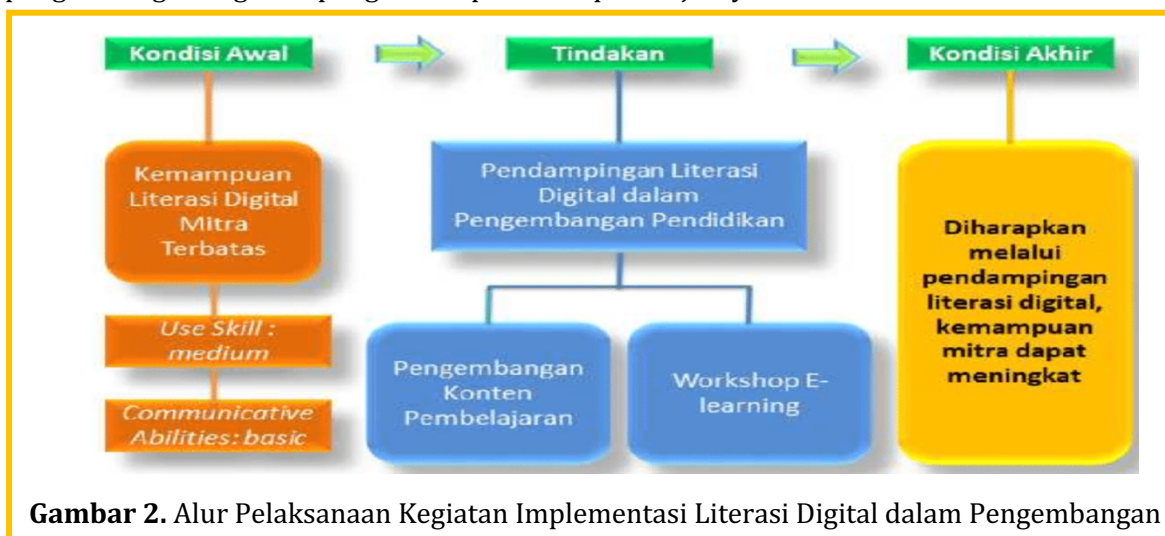 Kondisi Awal
Tindakan
Kondisi Akhir
Kemampuan
Literasi Digital
Mitra
Terbatas
Use Skill :
medium
Communicative
Abilities: basic
Pendampingan Literasi
Digital dalam
Pengembangan Pendidikan
Pengembangan
Konten
Pembelajaran
Workshop E-
learning
Diharapkan
melalui
pendampingan
literasi digital,
kemampuan
mitra dapat
meningkat
Gambar 2. Alur Pelaksanaan Kegiatan Implementasi Literasi Digital dalam Pengembangan